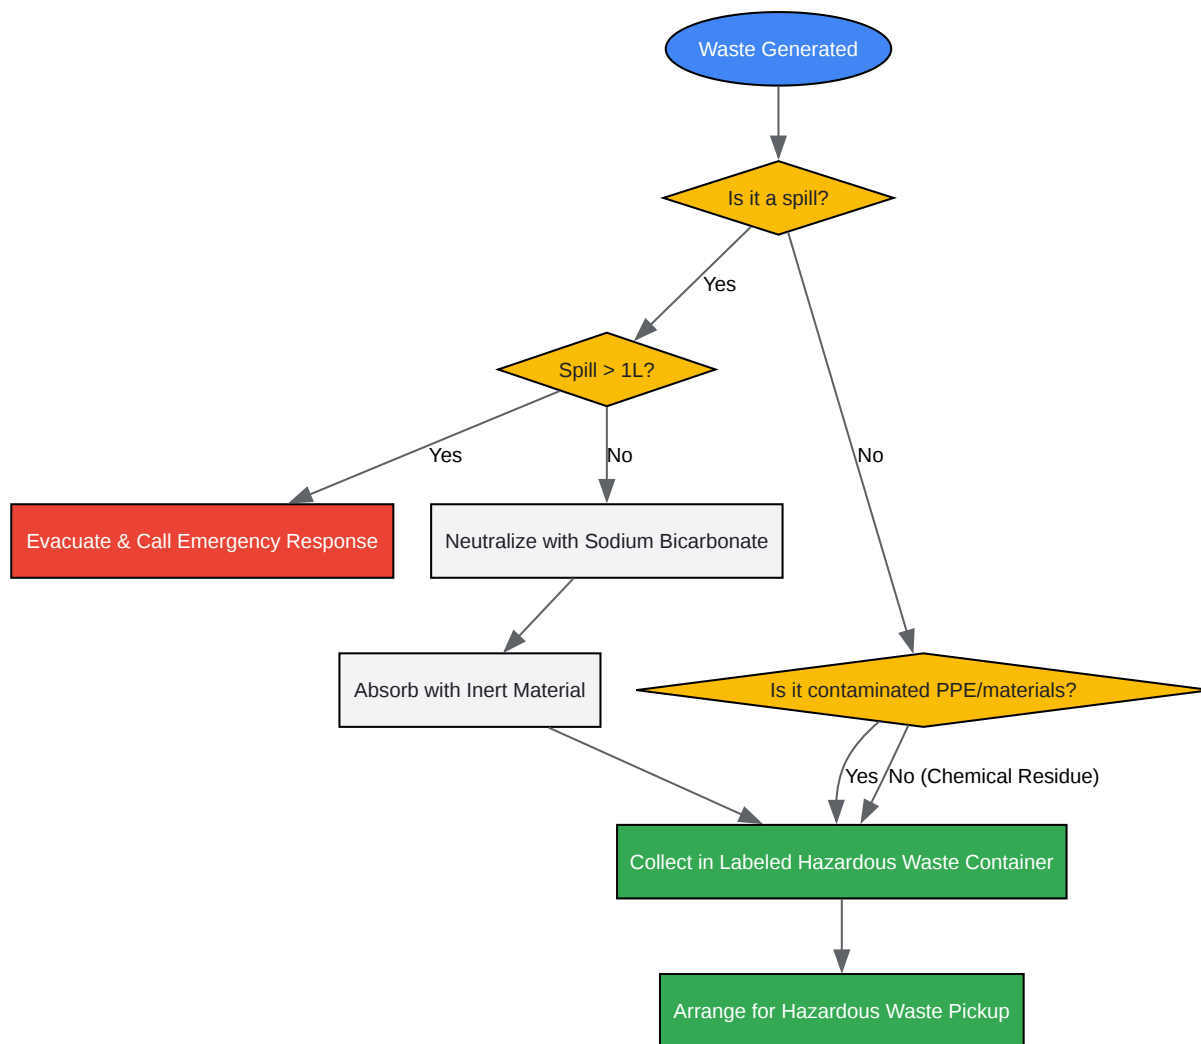 Waste Generated
Is it a spill?
Yes
Spill > 1L?
Yes
No
No
Evacuate & Call Emergency Response
Neutralize with Sodium Bicarbonate
Absorb with Inert Material
Is it contaminated PPE/materials?
Yes
No (Chemical Residue)
Collect in Labeled Hazardous Waste Container
Arrange for Hazardous Waste Pickup